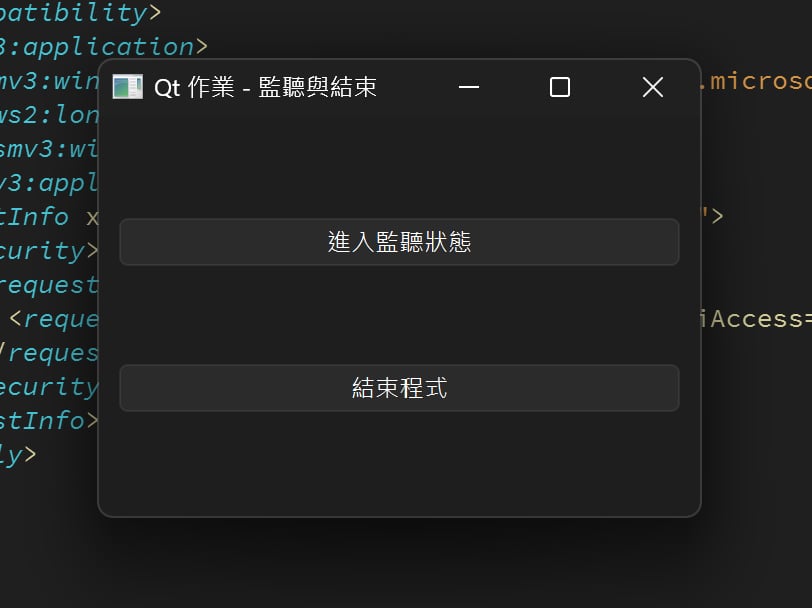 patibility>
3:application>
mv3:win
.microso
ws2:lon
smv3:wi
v3:appl
tInfo x
">
curity>
request
<reque
iAccess=
/reques
ecurity
stInfo>
ly>
Qt 作業 - 監聽與結束
進入監聽狀態
結束程式